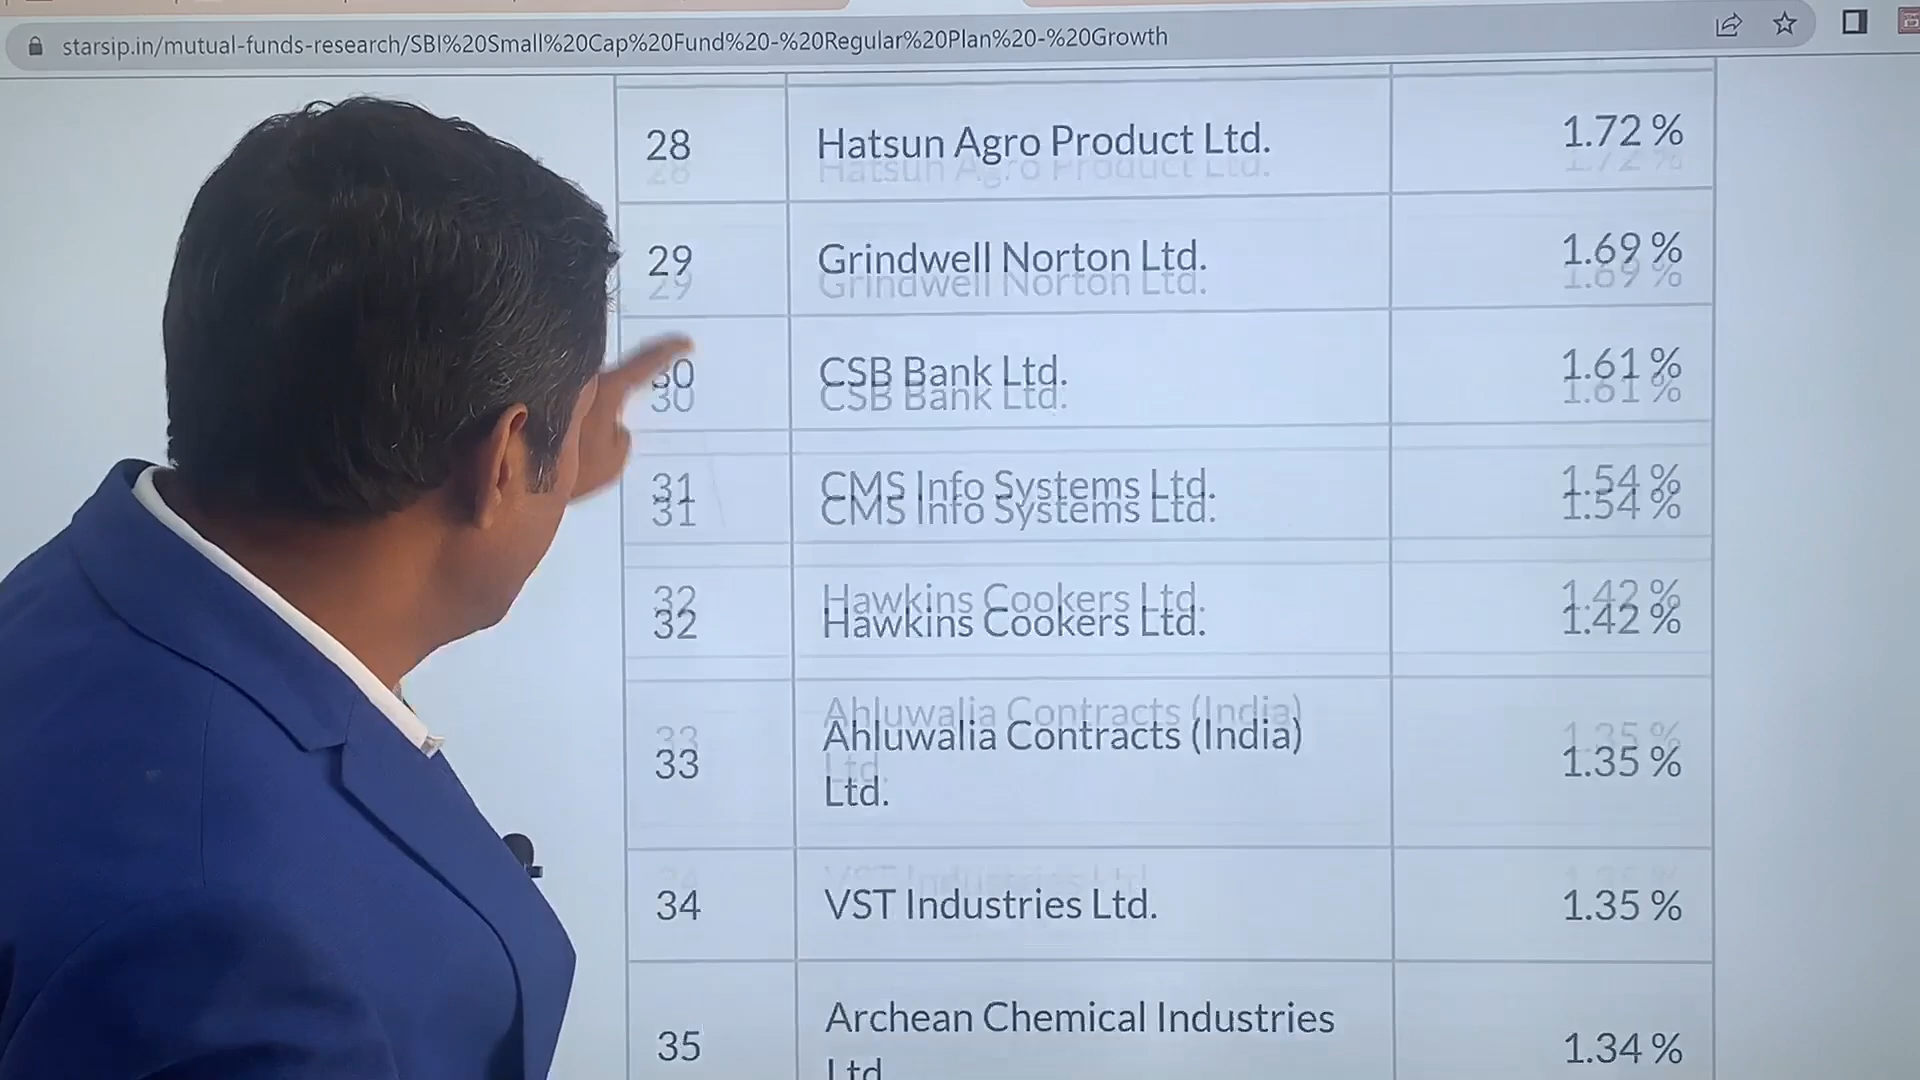 starsip.in/mutual-funds-research/SBI%20Small%20Cap%20Fund%20-%20Regular%20Plan%20-%20Growth
28 Hatsun Agro Product Ltd. 1.72 %
29 Grindwell Norton Ltd. 1.69 %
30 CSB Bank Ltd. 1.61 %
31 CMS Info Systems Ltd. 1.54 %
32 Hawkins Cookers Ltd. 1.42 %
33 Ahluwalia Contracts (India) 1.35 %
Ltd.
34 VST Industries Ltd. 1.35 %
35 Archean Chemical Industries 1.34 %
Ltd